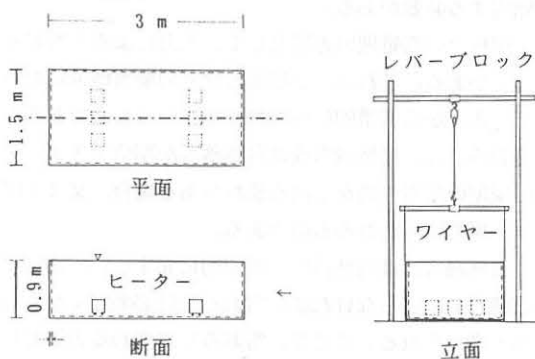 3 m
1.5 m
平面
0.9 m
ヒーター
断面
レバーブロック
ワイヤー
立面